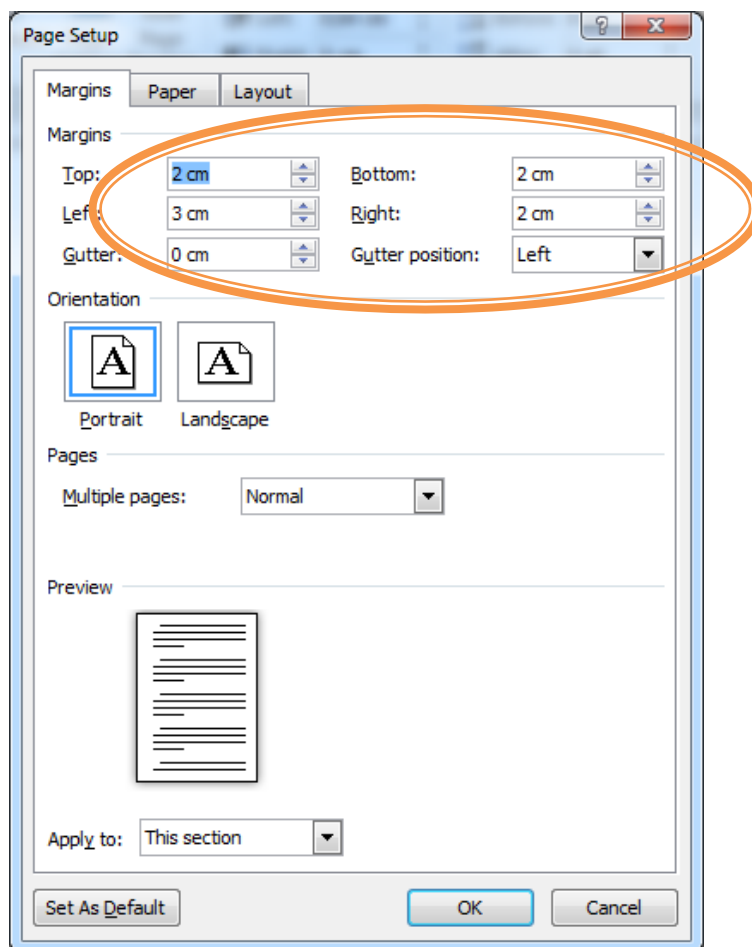 Page Setup
Margins Paper Layout
Margins
Top: 2 cm Bottom: 2 cm
Left: 3 cm Right: 2 cm
Gutter: 0 cm Gutter position: Left
Orientation
A A
Portrait Landscape
Pages
Multiple pages: Normal
Preview
Apply to: This section
Set As Default OK Cancel